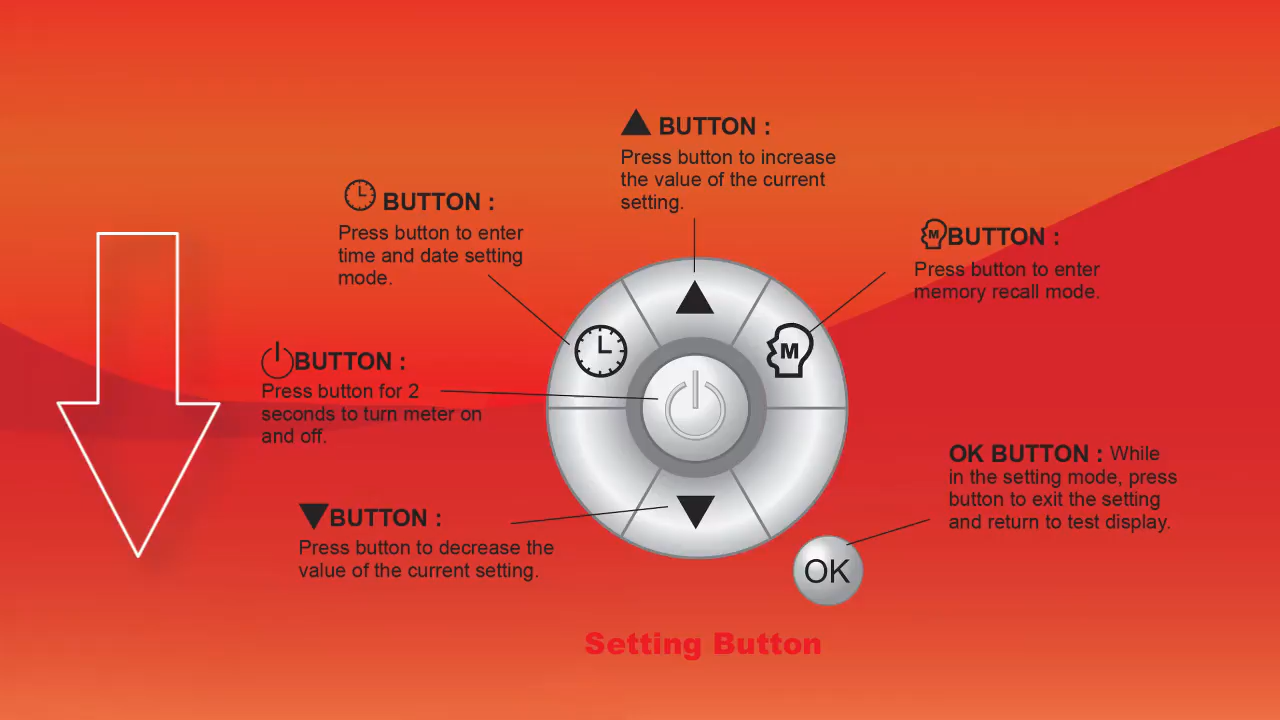 ▲ BUTTON :
Press button to increase
the value of the current
setting.
BUTTON :
Press button to enter
time and date setting
mode.
M BUTTON :
Press button to enter
memory recall mode.
BUTTON :
Press button for 2
seconds to turn meter on
and off.
M
OK BUTTON : While
in the setting mode, press
button to exit the setting
and return to test display.
▼BUTTON :
Press button to decrease the
value of the current setting.
OK
Setting Button